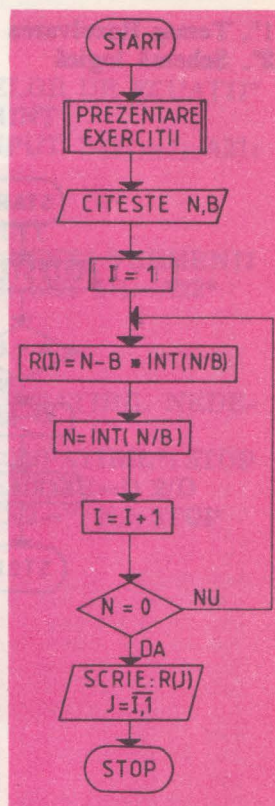 START
PREZENTARE
EXERCITII
CITESTE N,B
I = 1
R(I) = N - B * INT(N/B)
N=INT( N/B )
I = I + 1
N = 0
NU
DA
SCRIE: R(J)
J=I,1
STOP